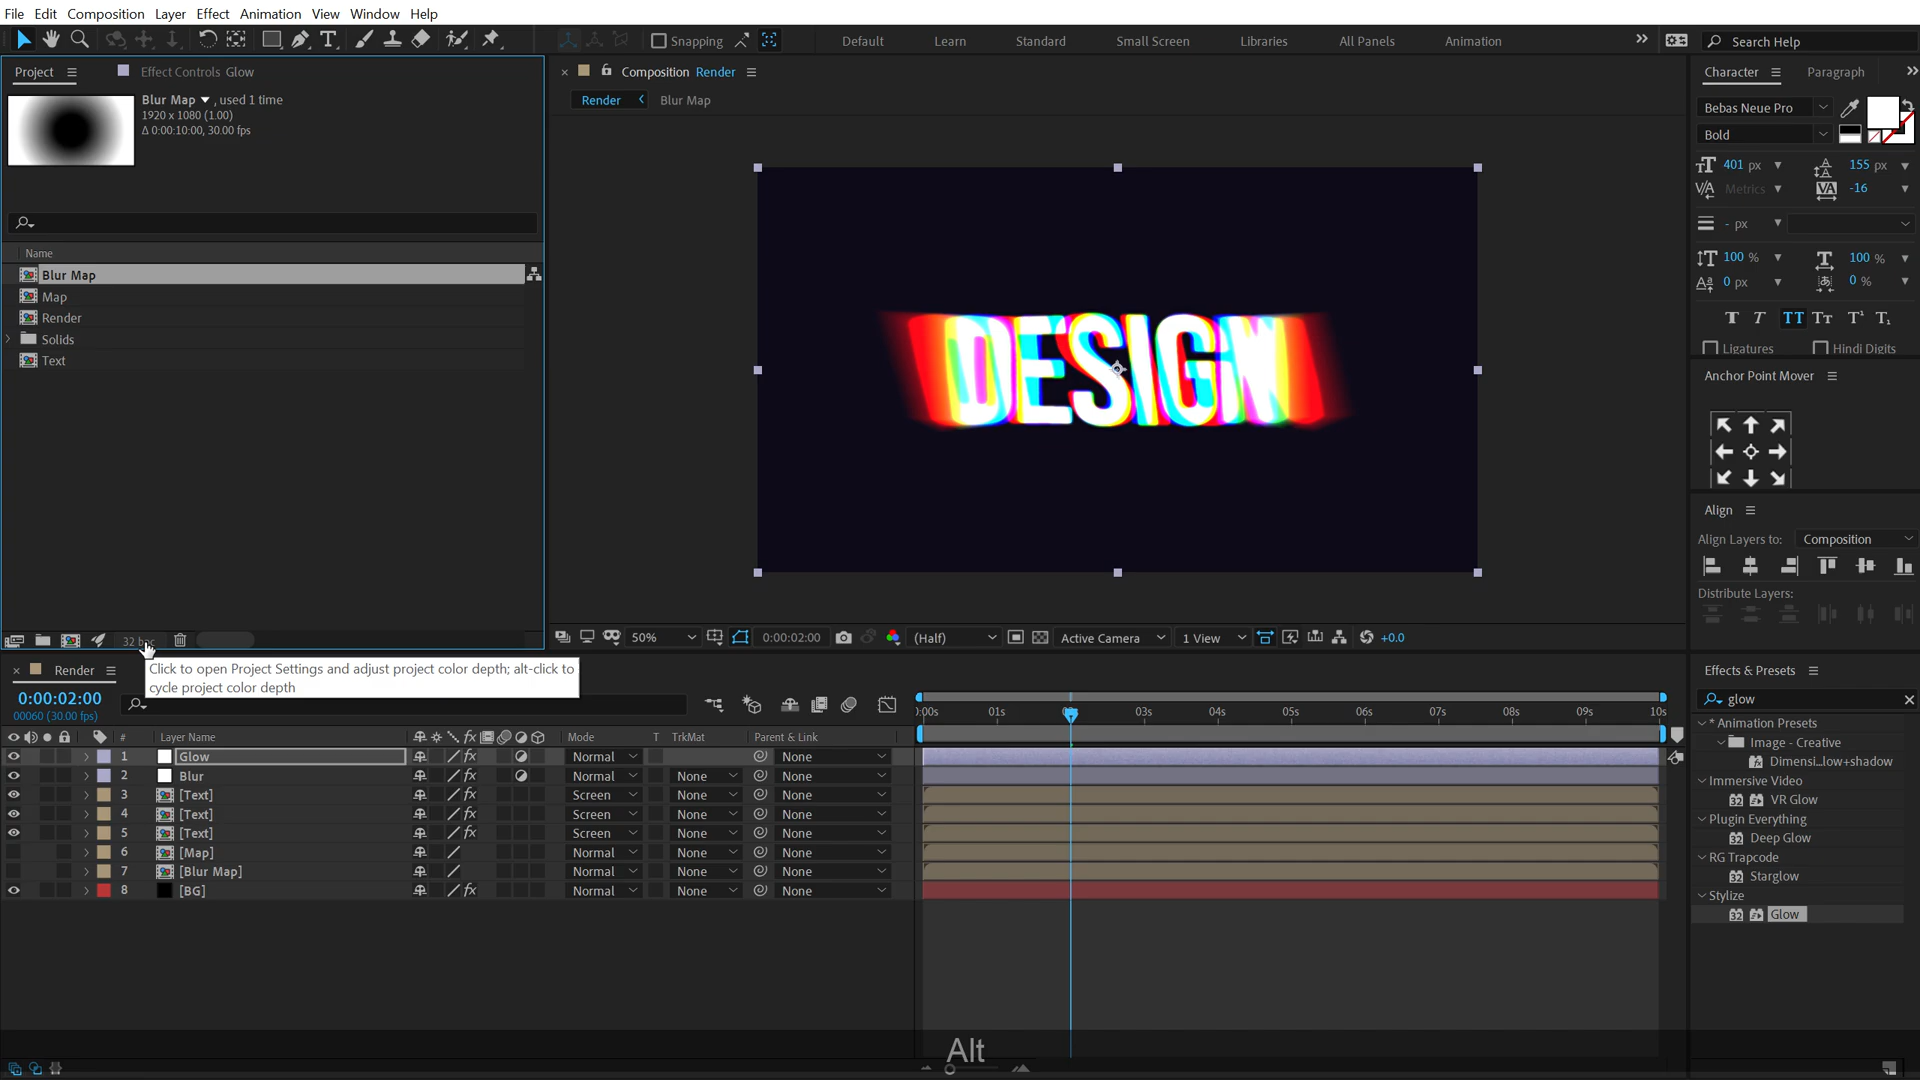 File Edit Composition Layer Effect Animation View Window Help
Snapping
Default Learn Standard Small Screen Libraries All Panels Animation
Search Help
Project
Effect Controls Glow
Blur Map , used 1 time
1920 x 1080 (1.00)
Δ 0:00:10:00, 30.00 fps
Name
Blur Map
Map
Render
Solids
Text
Composition Render
Render
Blur Map
DESIGN
50%
0:00:02:00
(Half)
Active Camera
1 View
+0.0
Click to open Project Settings and adjust project color depth; alt-click to
cycle project color depth
Character
Paragraph
Bebas Neue Pro
Bold
401 px
155 px
Metrics
-16
- px
100 %
100 %
0 px
0 %
Ligatures
Hindi Digits
Anchor Point Mover
Align
Align Layers to: Composition
Distribute Layers:
Render
0:00:02:00
00060 (30.00 fps)
# Layer Name Mode T TrkMat Parent & Link
1 Glow Normal None
2 Blur Normal None None
3 [Text] Screen None None
4 [Text] Screen None None
5 [Text] Screen None None
6 [Map] Normal None None
7 [Blur Map] Normal None None
8 [BG] Normal None None
01s 03s 04s 05s 06s 07s 08s 09s 10s
Effects & Presets
glow
* Animation Presets
Image - Creative
Dimensi...low+shadow
Immersive Video
VR Glow
Plugin Everything
Deep Glow
RG Trapcode
Starglow
Stylize
Glow
Alt